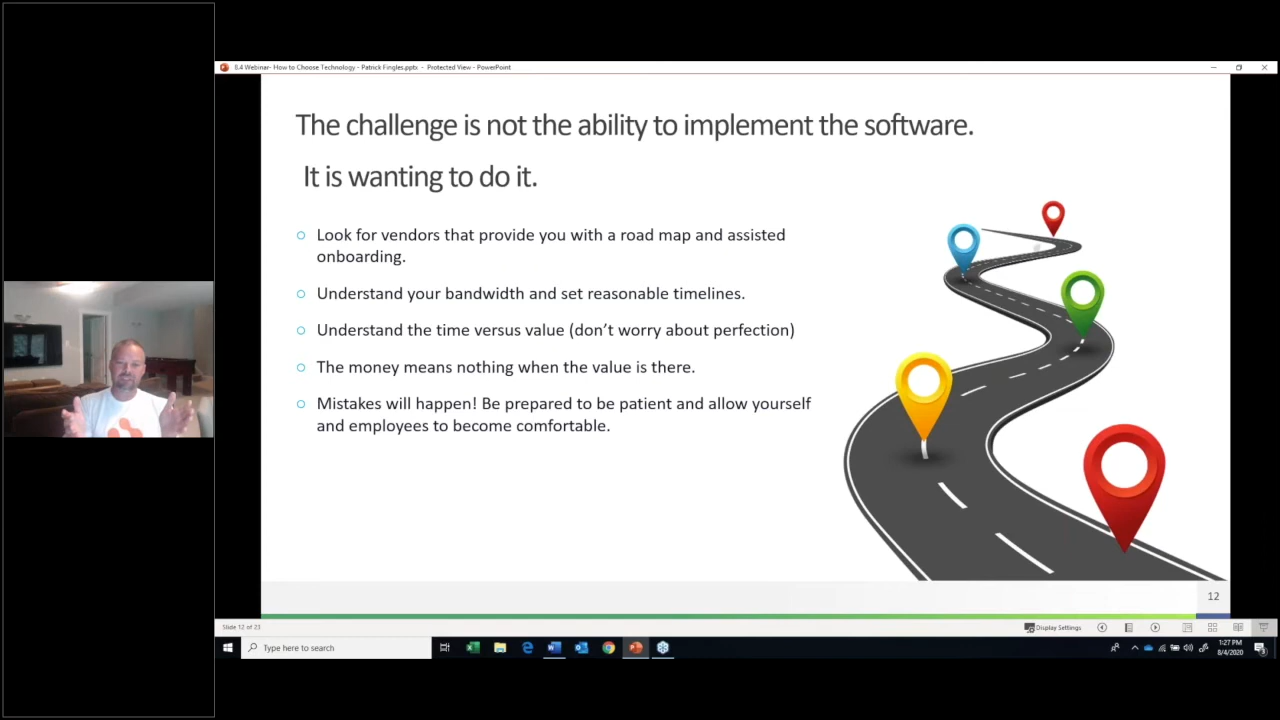 8.4 Webinar- How to Choose Technology - Patrick Fingles.pptx - Protected View - PowerPoint
The challenge is not the ability to implement the software.
It is wanting to do it.
Look for vendors that provide you with a road map and assisted
onboarding.
Understand your bandwidth and set reasonable timelines.
Understand the time versus value (don’t worry about perfection)
The money means nothing when the value is there.
Mistakes will happen! Be prepared to be patient and allow yourself
and employees to become comfortable.
12
Slide 12 of 23
Display Settings
Type here to search
1:27 PM
8/4/2020